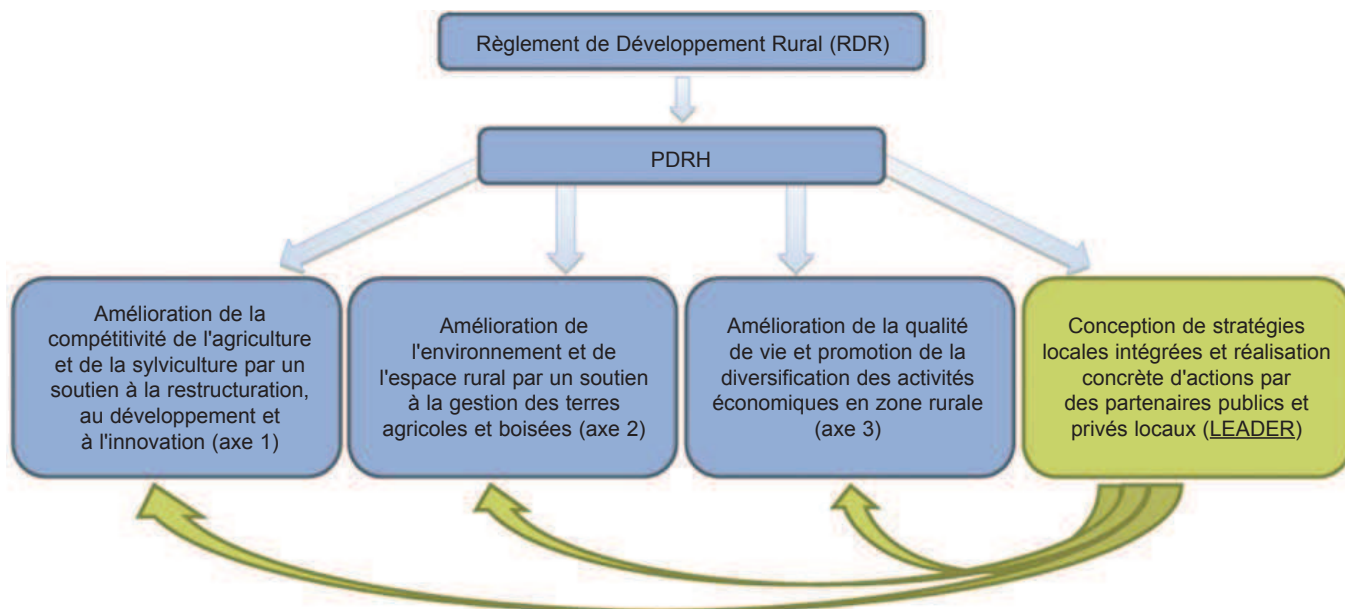 Règlement de Développement Rural (RDR)
PDRH
Amélioration de la
compétitivité de l'agriculture
et de la sylviculture par un
soutien à la restructuration,
au développement et
à l'innovation (axe 1)
Amélioration de
l'environnement et de
l'espace rural par un soutien
à la gestion des terres
agricoles et boisées (axe 2)
Amélioration de la qualité
de vie et promotion de la
diversification des activités
économiques en zone rurale
(axe 3)
Conception de stratégies
locales intégrées et réalisation
concrète d'actions par
des partenaires publics et
privés locaux (LEADER)